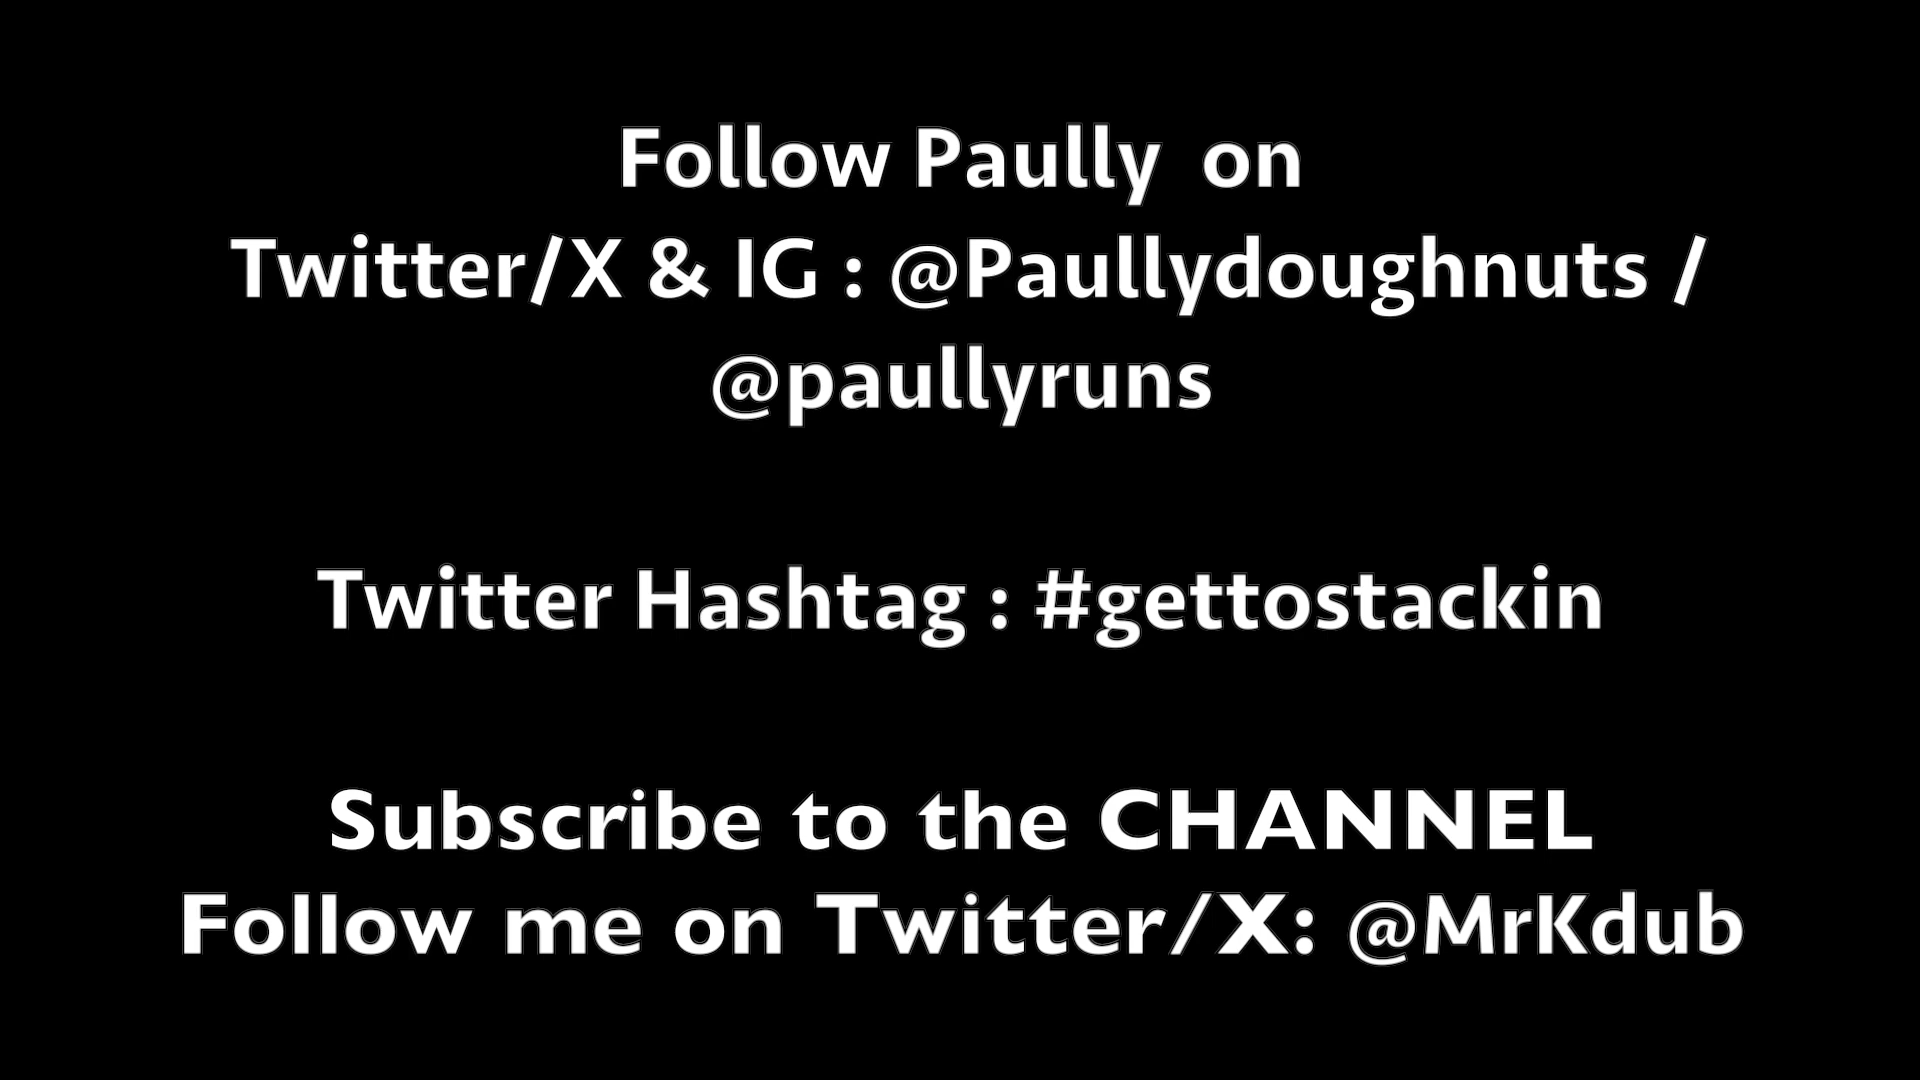 Follow Paully  on
Twitter/X & IG : @Paullydoughnuts /
@paullyruns
Twitter Hashtag : #gettostackin
Subscribe to the CHANNEL
Follow me on Twitter/X: @MrKdub